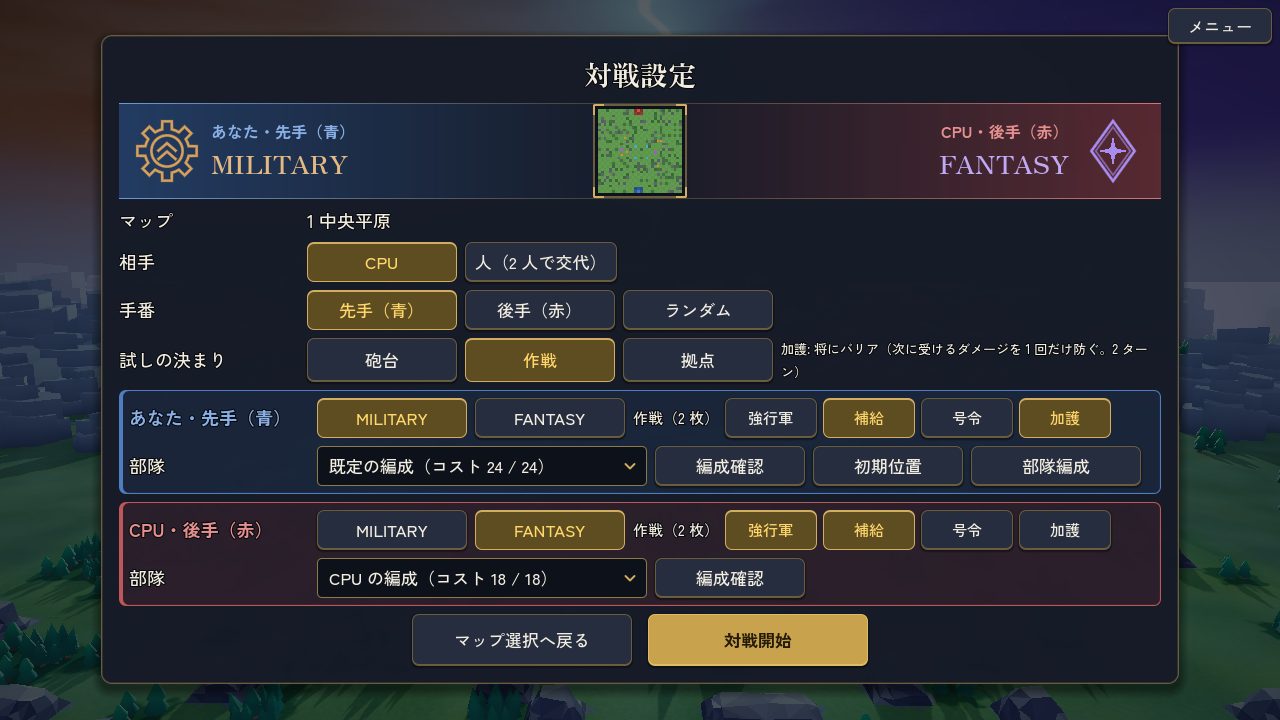 メニュー
対戦設定
あなた・先手（青）
MILITARY
CPU・後手（赤）
FANTASY
マップ 1 中央平原
相手 CPU 人（2 人で交代）
手番 先手（青） 後手（赤） ランダム
試しの決まり 砲台 作戦 拠点 加護: 将にバリア（次に受けるダメージを 1 回だけ防ぐ。2 ター
ン）
あなた・先手（青） MILITARY FANTASY 作戦（2 枚） 強行軍 補給 号令 加護
部隊 既定の編成（コスト 24 / 24） 編成確認 初期位置 部隊編成
CPU・後手（赤） MILITARY FANTASY 作戦（2 枚） 強行軍 補給 号令 加護
部隊 CPU の編成（コスト 18 / 18） 編成確認
マップ選択へ戻る 対戦開始